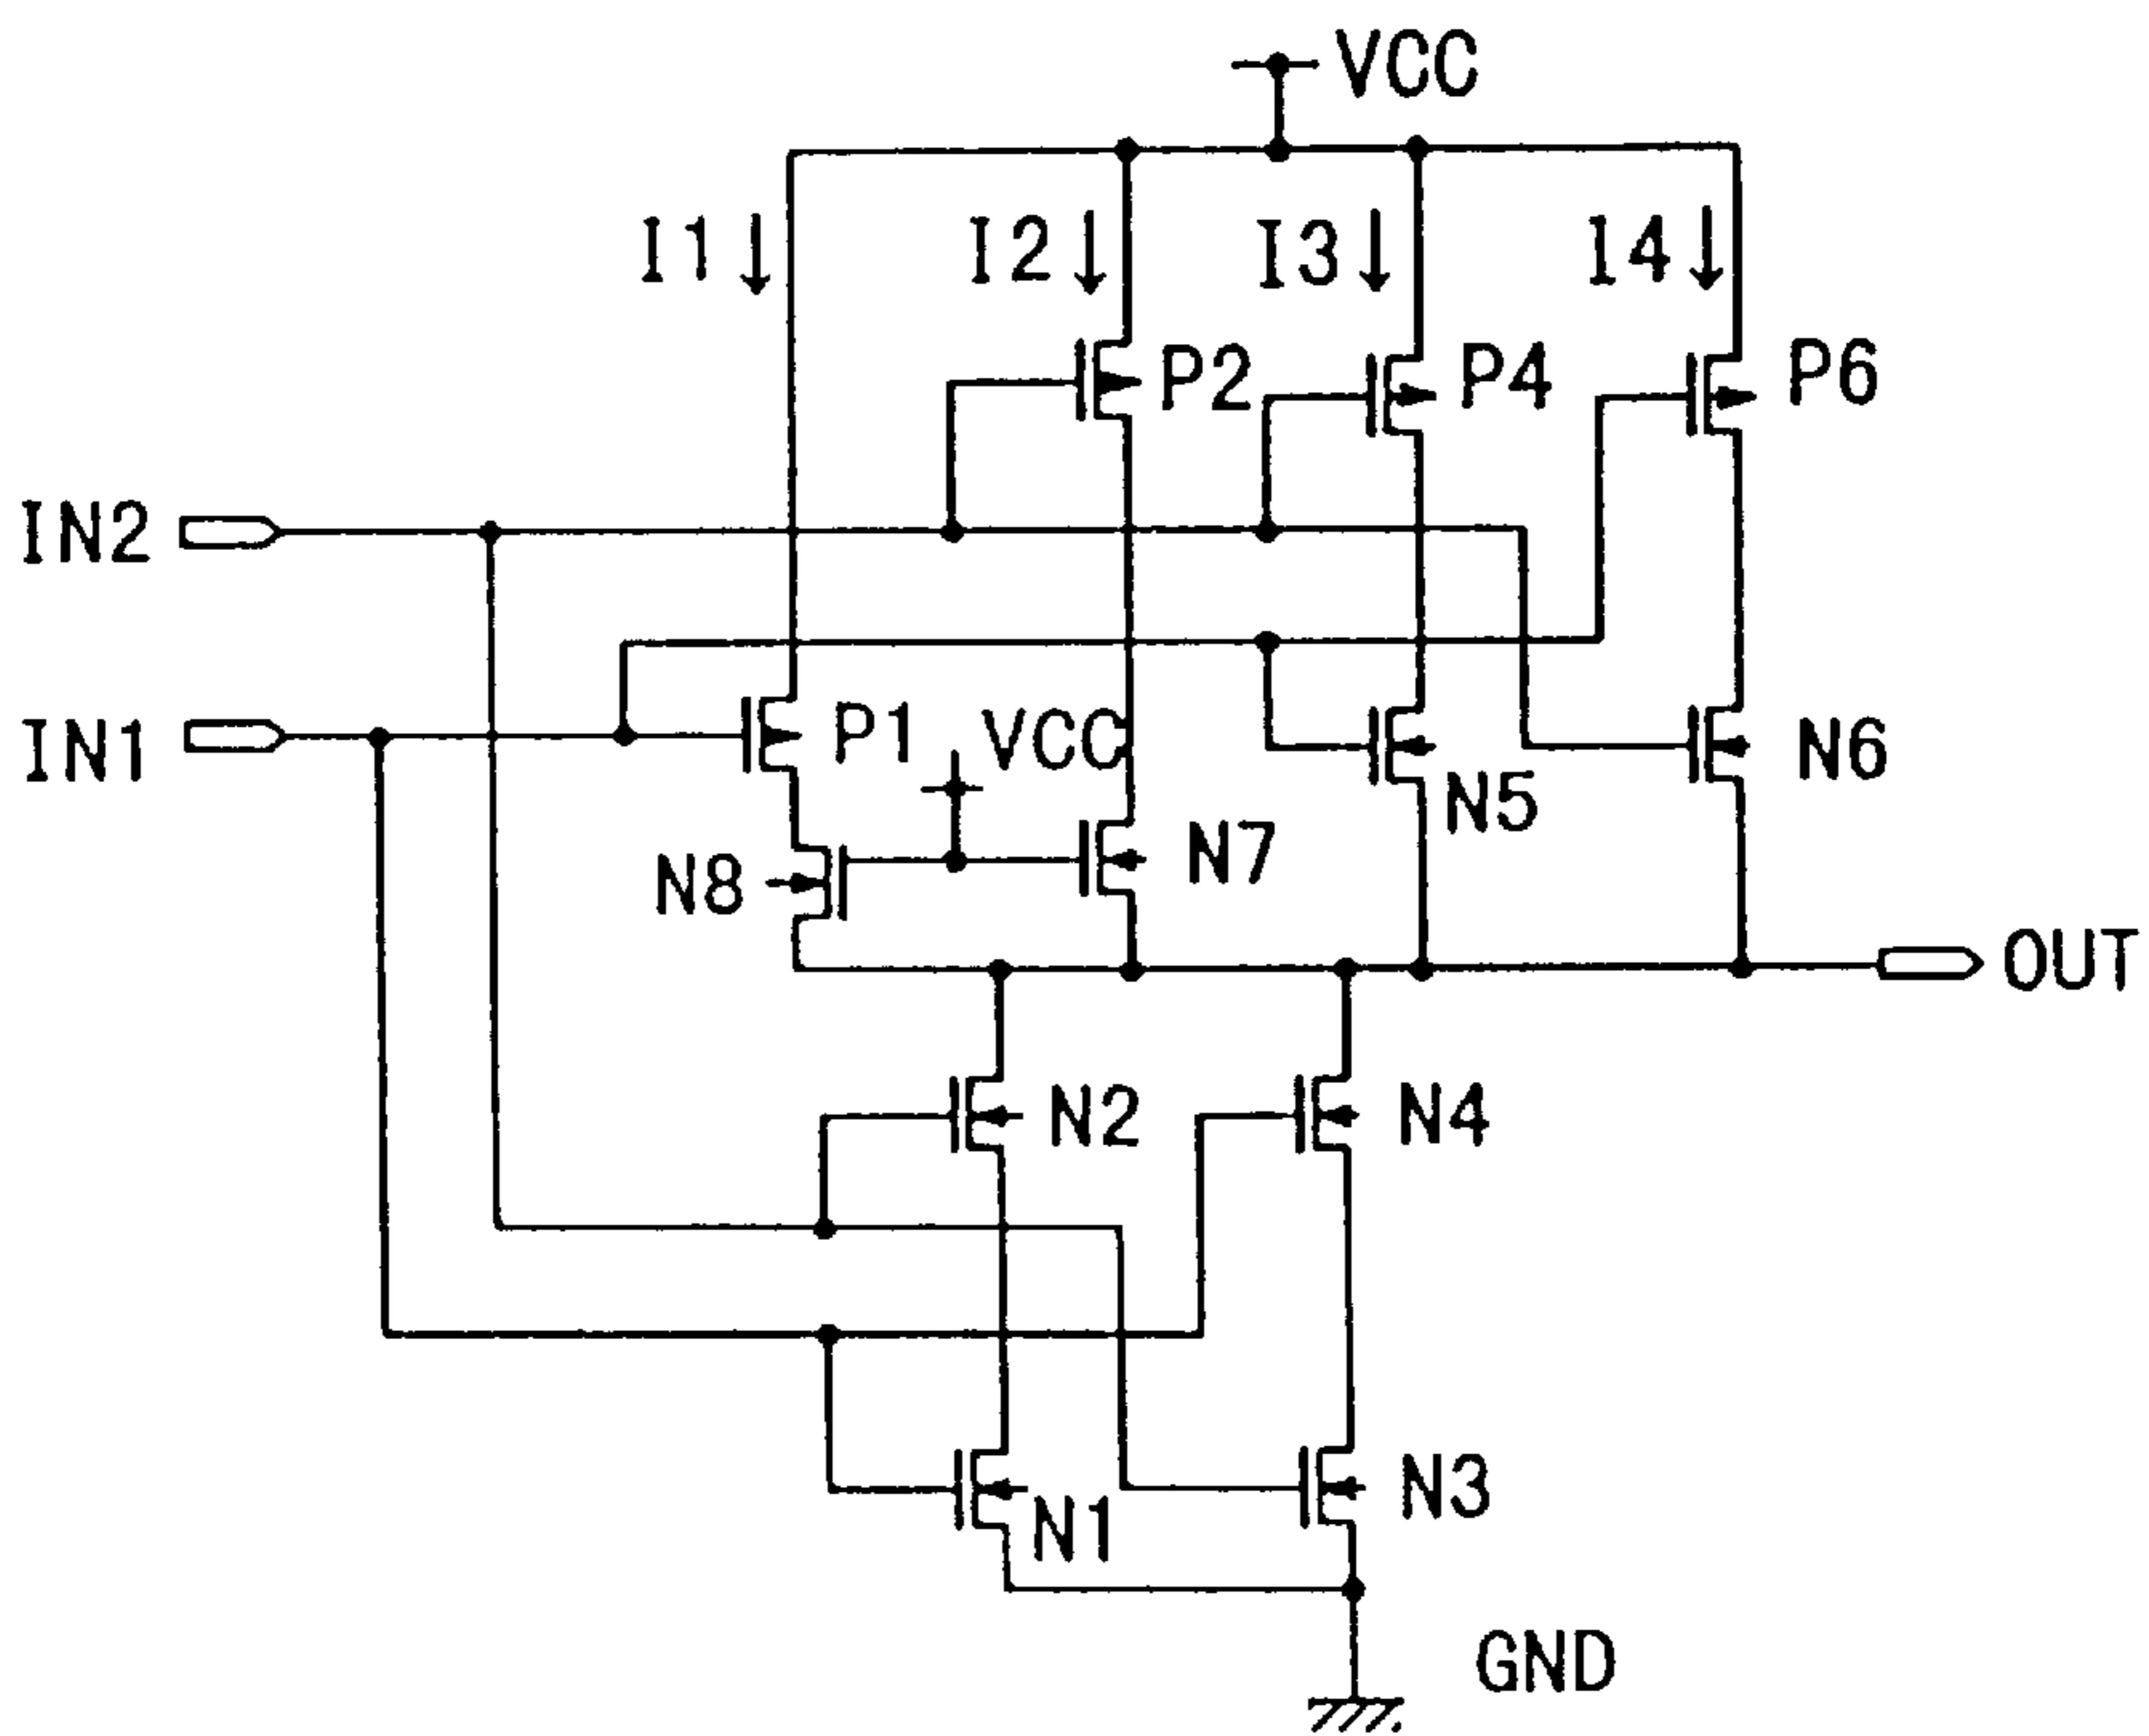 VCC
I1
I2
I3
I4
P2
P4
P6
IN2
IN1
P1
VCC
N6
N5
N8
N7
OUT
N2
N4
N3
N1
GND